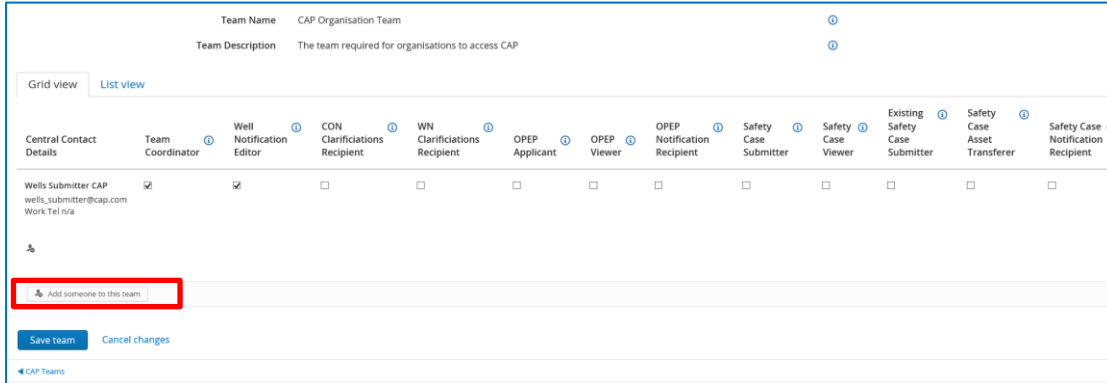 Team Name CAP Organisation Team
Team Description The team required for organisations to access CAP
Grid view List view
Central Contact Details
Team Coordinator
Well Notification Editor
CON Clarificiations Recipient
WN Clarificiations Recipient
OPEP Applicant
OPEP Viewer
OPEP Notification Recipient
Safety Case Submitter
Safety Case Viewer
Existing Safety Case Submitter
Safety Case Asset Transferer
Safety Case Notification Recipient
Wells Submitter CAP
wells_submitter@cap.com
Work Tel n/a
Add someone to this team
Save team Cancel changes
CAP Teams